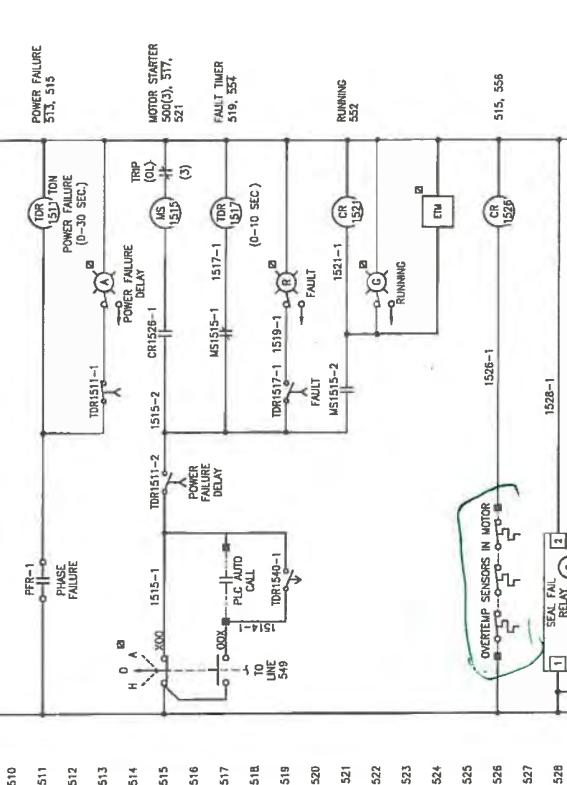 510
511
512
513
514
515
516
517
518
519
520
521
522
523
524
525
526
527
528
PFR-1
PHASE
FAILURE
TDR
1511
TON
POWER FAILURE
(0-30 SEC.)
POWER FAILURE
513, 515
TDR1511-1
A
POWER FAILURE
DELAY
H O A
XOO
1515-1
TDR1511-2
POWER
FAILURE
DELAY
1515-2
CR1526-1
MS
1515
TRIP
(OL)
(3)
MOTOR STARTER
500(3), 517,
521
OOX
TO
LINE
549
1514-1
PLC AUTO
CALL
MS1515-1
1517-1
TDR
1517
(0-10 SEC)
FAULT TIMER
519, 554
TDR1540-1
TDR1517-1
FAULT
1519-1
R
FAULT
MS1515-2
1521-1
CR
1521
RUNNING
552
G
RUNNING
ETM
OVERTEMP SENSORS IN MOTOR
1526-1
CR
1526
515, 556
1
SEAL FAIL
RELAY
2
1528-1